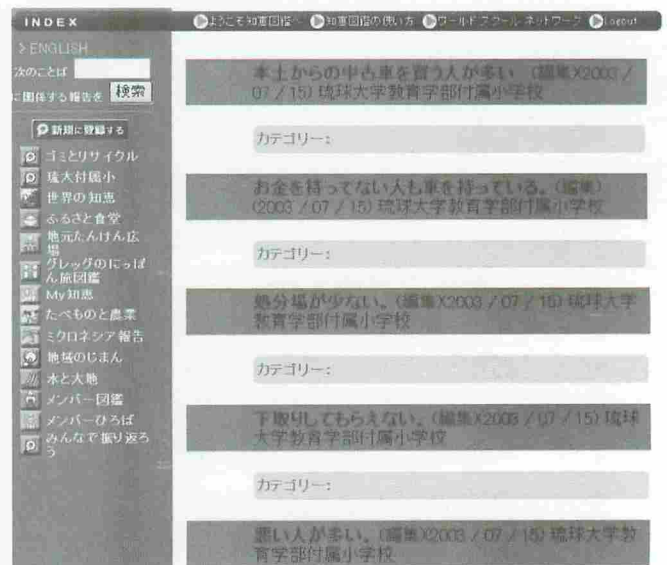 INDEX
ようこそ知恵図鑑へ 知恵図鑑の使い方 ワールドスクールネットワーク Logout
> ENGLISH
次のことば
に関係する報告を 検索
新規に登録する
ゴミとリサイクル
琉大付属小
世界の知恵
ふるさと食堂
地元たんけん広
場
グレッグのにっぽ
ん旅図鑑
My知恵
たべものと農業
ミクロネシア報告
地域のじまん
水と大地
メンバー図鑑
メンバーひろば
みんなで振り返ろ
う
本土からの中古車を買う人が多い (編集)(2003 /
07 / 15) 琉球大学教育学部付属小学校
カテゴリー:
お金を持ってない人も車を持っている。(編集)
(2003 / 07 / 15) 琉球大学教育学部付属小学校
カテゴリー:
処分場が少ない。(編集)(2003 / 07 / 15) 琉球大学
教育学部付属小学校
カテゴリー:
下取りしてもらえない。(編集)(2003 / 07 / 15) 琉球
大学教育学部付属小学校
カテゴリー:
悪い人が多い。(編集)(2003 / 07 / 15) 琉球大学教
育学部付属小学校